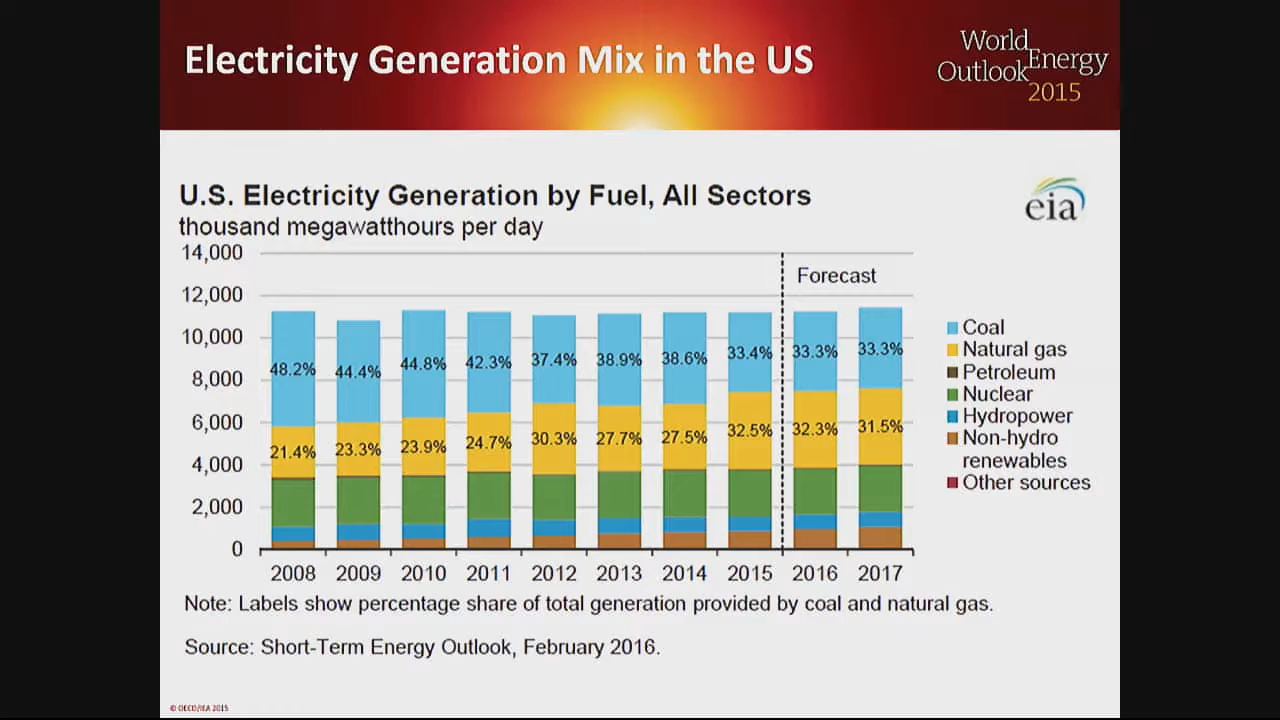 Electricity Generation Mix in the US
World Energy
Outlook
2015
U.S. Electricity Generation by Fuel, All Sectors
thousand megawatthours per day
eia
14,000
Forecast
12,000
10,000
8,000
6,000
4,000
2,000
0
48.2% 44.4% 44.8% 42.3% 37.4% 38.9% 38.6% 33.4% 33.3% 33.3%
21.4% 23.3% 23.9% 24.7% 30.3% 27.7% 27.5% 32.5% 32.3% 31.5%
2008 2009 2010 2011 2012 2013 2014 2015 2016 2017
Coal
Natural gas
Petroleum
Nuclear
Hydropower
Non-hydro
renewables
Other sources
Note: Labels show percentage share of total generation provided by coal and natural gas.
Source: Short-Term Energy Outlook, February 2016.
© OECD/IEA 2015